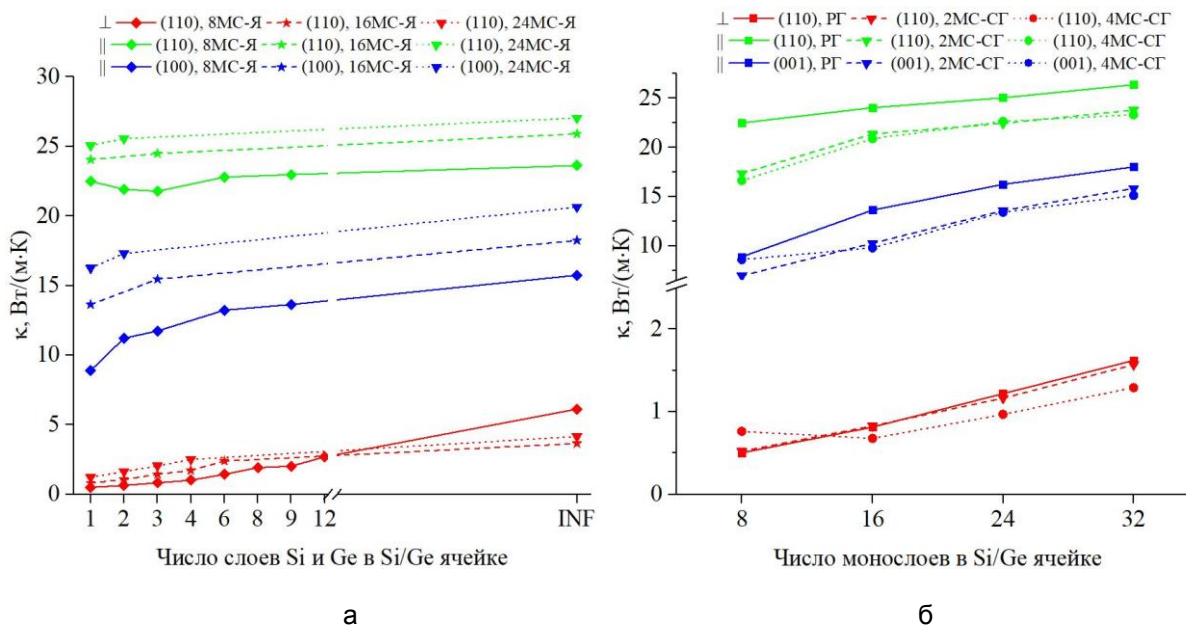 ⊥ (110), 8МС-Я (110), 16МС-Я (110), 24МС-Я
|| (110), 8МС-Я (110), 16МС-Я (110), 24МС-Я
|| (100), 8МС-Я (100), 16МС-Я (100), 24МС-Я
30
25
20
15
10
5
0
κ, Вт/(м·К)
1 2 3 4 6 8 9 12 INF
Число слоев Si и Ge в Si/Ge ячейке
а
⊥ (110), РГ (110), 2МС-СГ (110), 4МС-СГ
|| (110), РГ (110), 2МС-СГ (110), 4МС-СГ
|| (001), РГ (001), 2МС-СГ (001), 4МС-СГ
25
20
15
10
2
1
0
κ, Вт/(м·К)
8 16 24 32
Число монослоев в Si/Ge ячейке
б